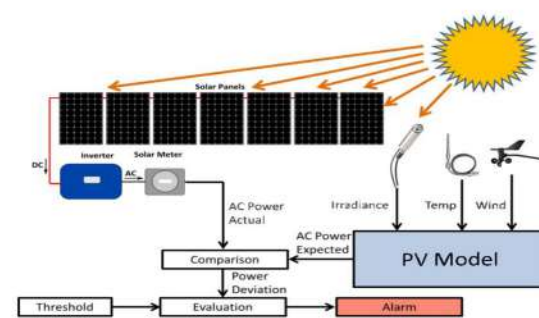 Solar Panels
DC
Inverter
AC
Solar Meter
AC Power
Actual
Irradiance
Temp
Wind
AC Power
Expected
Comparison
PV Model
Power
Deviation
Threshold
Evaluation
Alarm